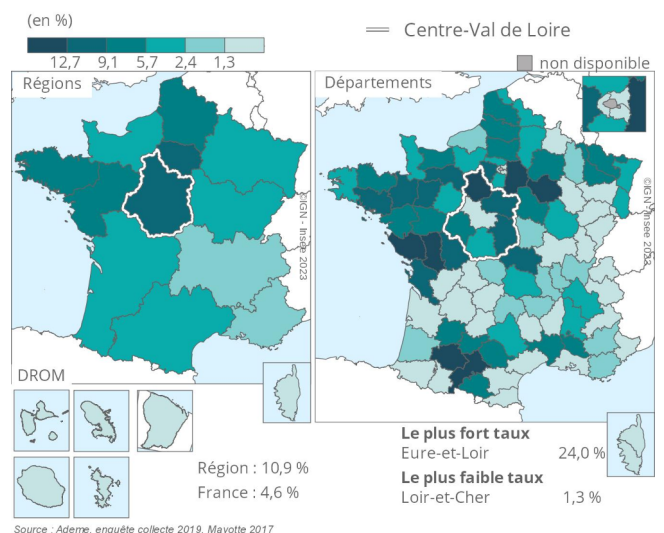 (en %)
12,7 9,1 5,7 2,4 1,3
Centre-Val de Loire
non disponible
Régions
Départements
©IGN - Insee 2023
©IGN - Insee 2023
DROM
Région : 10,9 %
France : 4,6 %
Le plus fort taux
Eure-et-Loir 24,0 %
Le plus faible taux
Loir-et-Cher 1,3 %
Source : Ademe, enquête collecte 2019, Mayotte 2017